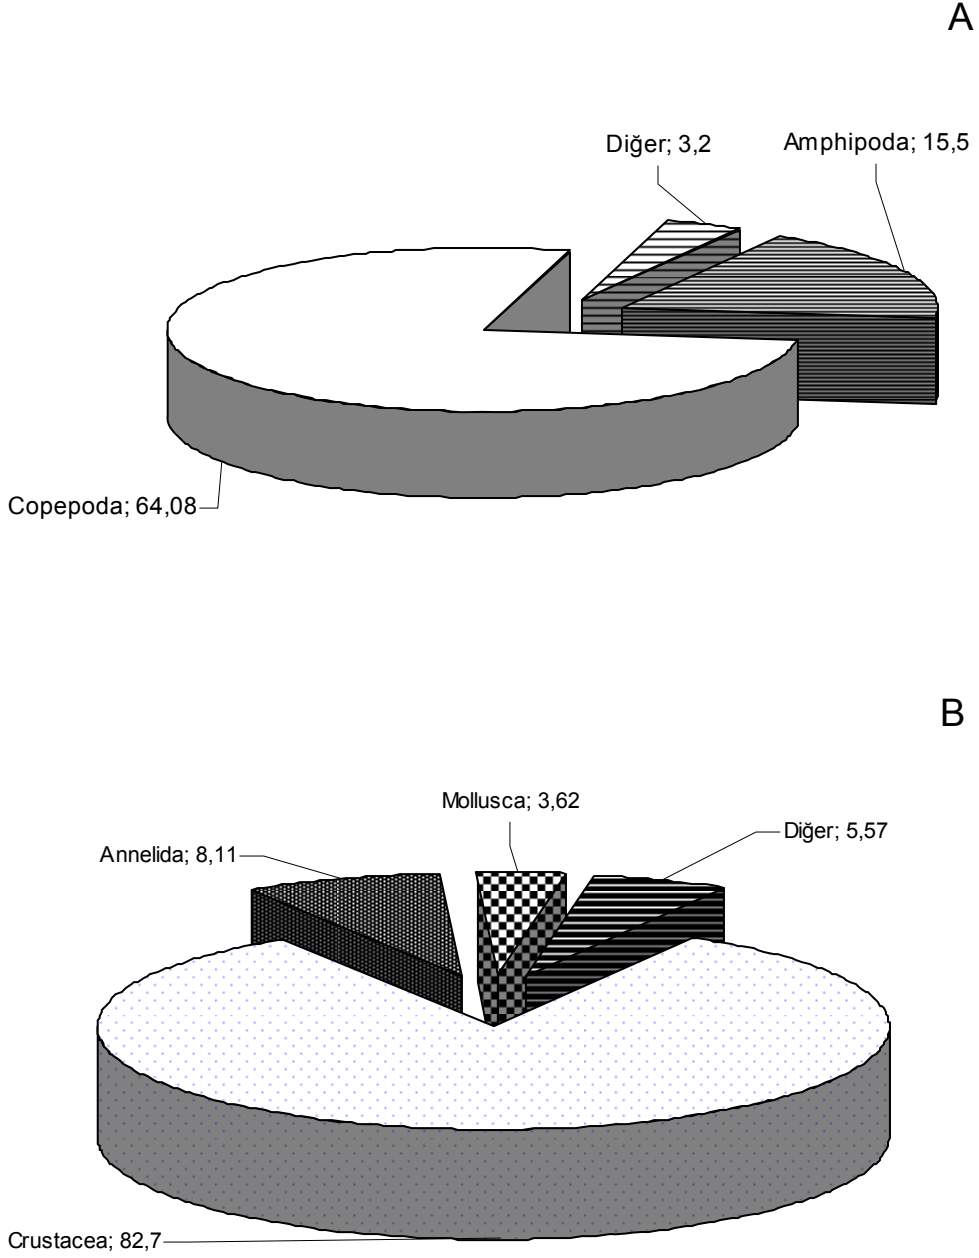 A
Diğer; 3,2
Amphipoda; 15,5
Copepoda; 64,08
B
Mollusca; 3,62
Diğer; 5,57
Annelida; 8,11
Crustacea; 82,7